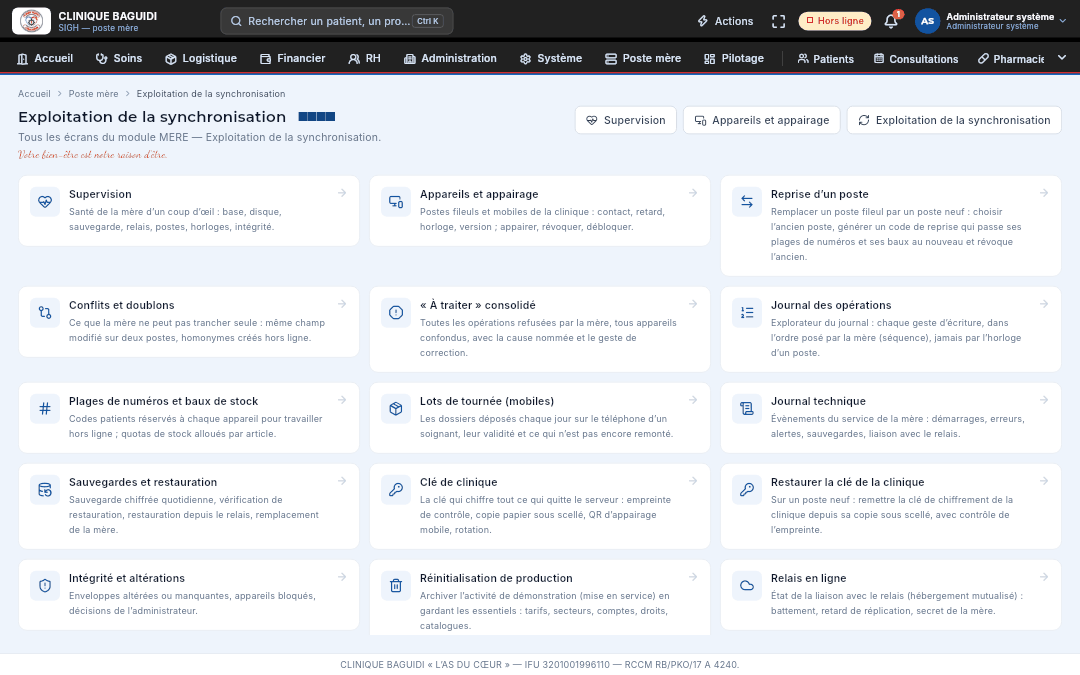 CLINIQUE BAGUIDI
SIGH — poste mère
Rechercher un patient, un pro... Ctrl K
Actions
Hors ligne
1
AS
Administrateur système
Administrateur système
Accueil
Soins
Logistique
Financier
RH
Administration
Système
Poste mère
Pilotage
Patients
Consultations
Pharmacie
Accueil > Poste mère > Exploitation de la synchronisation
Exploitation de la synchronisation
Tous les écrans du module MERE — Exploitation de la synchronisation.
Votre bien-être est notre raison d'être.
Supervision
Appareils et appairage
Exploitation de la synchronisation
Supervision
Santé de la mère d'un coup d'œil : base, disque,
sauvegarde, relais, postes, horloges, intégrité.
Appareils et appairage
Postes fileuls et mobiles de la clinique : contact, retard,
horloge, version ; appairer, révoquer, débloquer.
Reprise d'un poste
Remplacer un poste fileul par un poste neuf : choisir
l'ancien poste, générer un code de reprise qui passe ses
plages de numéros et ses baux au nouveau et révoque
l'ancien.
Conflits et doublons
Ce que la mère ne peut pas trancher seule : même champ
modifié sur deux postes, homonymes créés hors ligne.
« À traiter » consolidé
Toutes les opérations refusées par la mère, tous appareils
confondus, avec la cause nommée et le geste de
correction.
Journal des opérations
Explorateur du journal : chaque geste d'écriture, dans
l'ordre posé par la mère (séquence), jamais par l'horloge
d'un poste.
Plages de numéros et baux de stock
Codes patients réservés à chaque appareil pour travailler
hors ligne ; quotas de stock alloués par article.
Lots de tournée (mobiles)
Les dossiers déposés chaque jour sur le téléphone d'un
soignant, leur validité et ce qui n'est pas encore remonté.
Journal technique
Évènements du service de la mère : démarrages, erreurs,
alertes, sauvegardes, liaison avec le relais.
Sauvegardes et restauration
Sauvegarde chiffrée quotidienne, vérification de
restauration, restauration depuis le relais, remplacement
de la mère.
Clé de clinique
La clé qui chiffre tout ce qui quitte le serveur : empreinte
de contrôle, copie papier sous scellé, QR d'appairage
mobile, rotation.
Restaurer la clé de la clinique
Sur un poste neuf : remettre la clé de chiffrement de la
clinique depuis sa copie sous scellé, avec contrôle de
l'empreinte.
Intégrité et altérations
Enveloppes altérées ou manquantes, appareils bloqués,
décisions de l'administrateur.
Réinitialisation de production
Archiver l'activité de démonstration (mise en service) en
gardant les essentiels : tarifs, secteurs, comptes, droits,
catalogues.
Relais en ligne
État de la liaison avec le relais (hébergement mutualisé) :
battement, retard de réplication, secret de la mère.
CLINIQUE BAGUIDI « L'AS DU CŒUR » — IFU 3201001996110 — RCCM RB/PKO/17 A 4240.